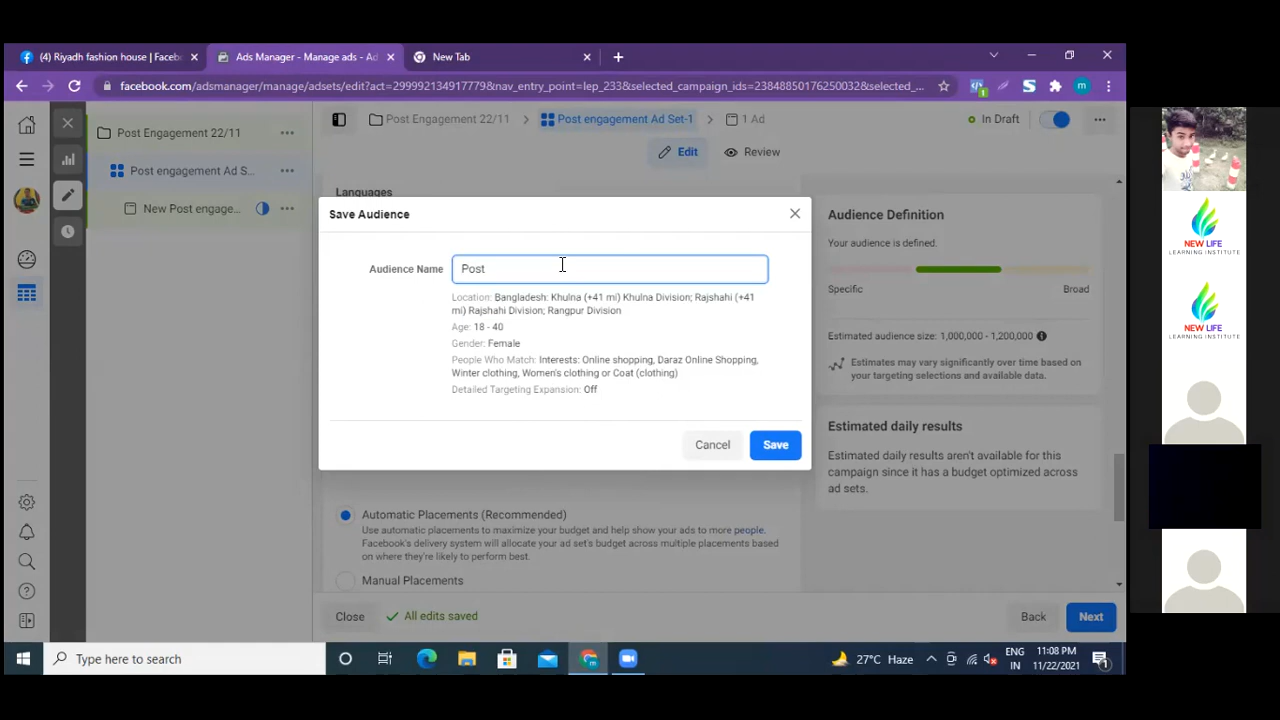 (4) Riyadh fashion house | Faceb
Ads Manager - Manage ads - Ad
New Tab
facebook.com/adsmanager/manage/adsets/edit?act=299992134917779&nav_entry_point=lep_233&selected_campaign_ids=23848850176250032&selected_...
m
1
Post Engagement 22/11
Post engagement Ad S...
New Post engage...
Post Engagement 22/11
Post engagement Ad Set-1
1 Ad
In Draft
Edit
Review
Languages
Save Audience
Audience Name
Post
Location: Bangladesh: Khulna (+41 mi) Khulna Division; Rajshahi (+41
mi) Rajshahi Division; Rangpur Division
Age: 18 - 40
Gender: Female
People Who Match: Interests: Online shopping, Daraz Online Shopping,
Winter clothing, Women's clothing or Coat (clothing)
Detailed Targeting Expansion: Off
Cancel
Save
Automatic Placements (Recommended)
Use automatic placements to maximize your budget and help show your ads to more people.
Facebook's delivery system will allocate your ad set's budget across multiple placements based
on where they're likely to perform best.
Manual Placements
Close
All edits saved
Back
Next
Audience Definition
Your audience is defined.
Specific
Broad
Estimated audience size: 1,000,000 - 1,200,000
Estimates may vary significantly over time based on
your targeting selections and available data.
Estimated daily results
Estimated daily results aren't available for this
campaign since it has a budget optimized across
ad sets.
Type here to search
27°C Haze
ENG
IN
11:08 PM
11/22/2021
1
NEW LIFE
LEARNING INSTITUTE
NEW LIFE
LEARNING INSTITUTE